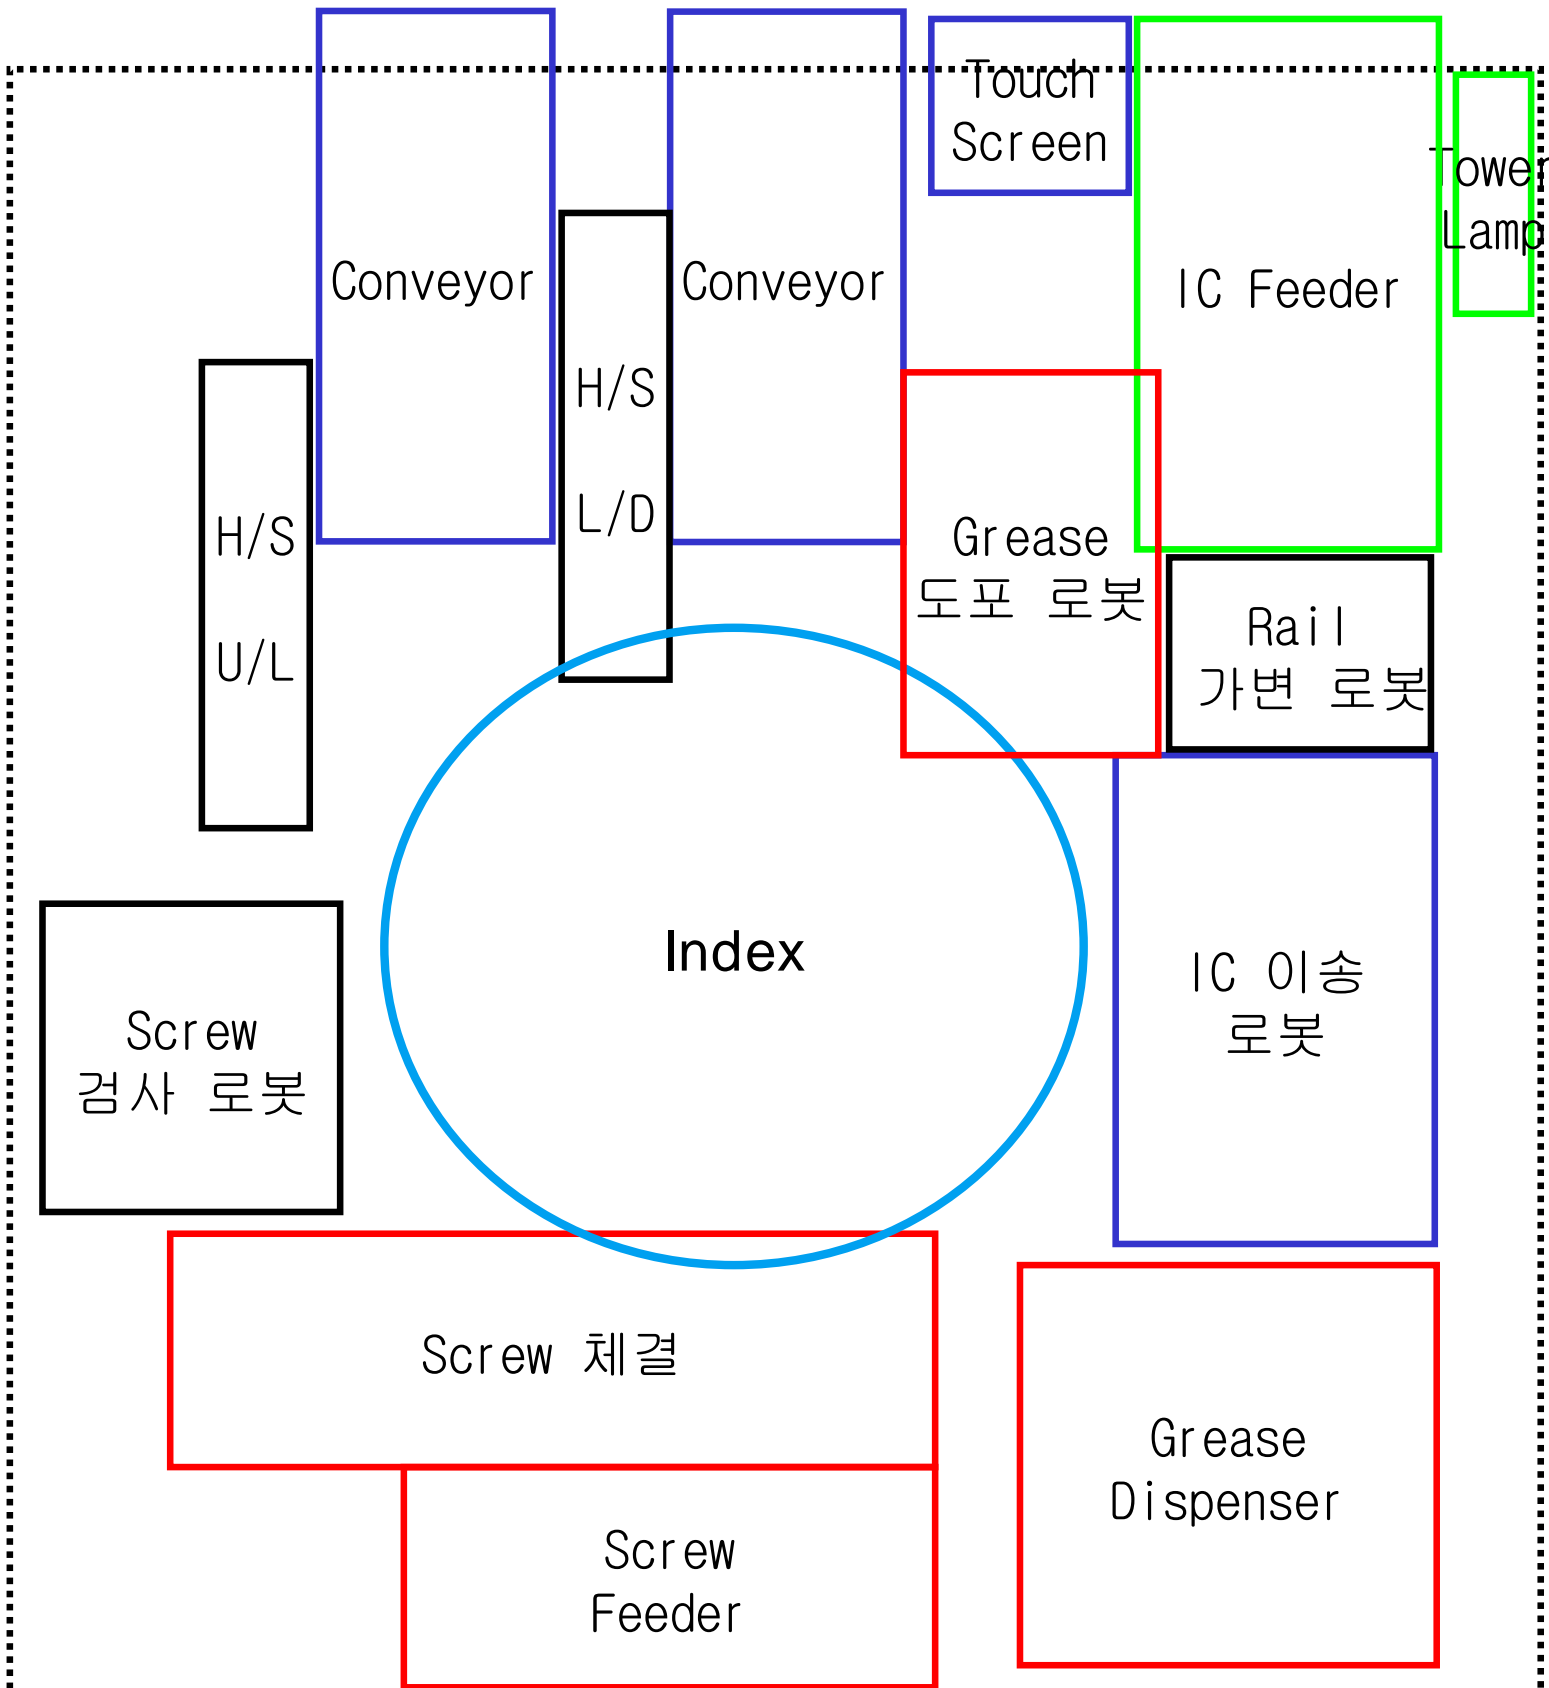 Touch
Screen
Tower
Lamp
Conveyor
Conveyor
IC Feeder
H/S
L/D
H/S
U/L
Grease
도포 로봇
Rail
가변 로봇
Index
IC 이송
로봇
Screw
검사 로봇
Screw 체결
Grease
Dispenser
Screw
Feeder